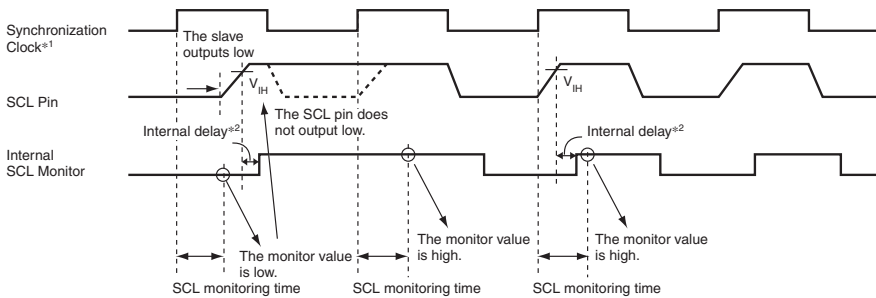 Synchronization
Clock*1
The slave
outputs low
SCL Pin
VIH
The SCL pin does
not output low.
VIH
Internal delay*2
Internal delay*2
Internal
SCL Monitor
The monitor value
is low.
The monitor value
is high.
The monitor value
is high.
SCL monitoring time
SCL monitoring time
SCL monitoring time